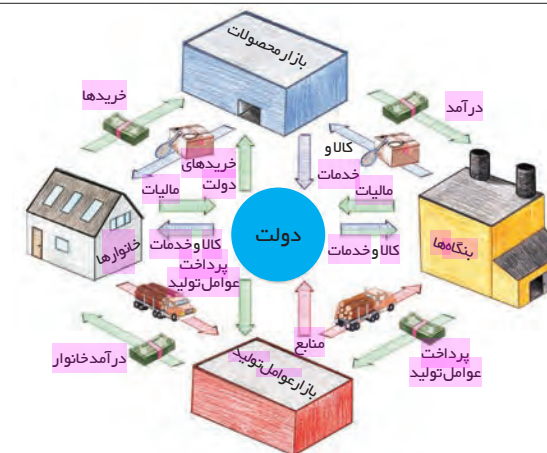 بازار محصولات
خریدها
درآمد
کالا و
خدمات
خریدهای
دولت
مالیات
مالیات
دولت
خانوارها
بنگاه‌ها
کالا و خدمات
کالا و خدمات
پرداخت
عوامل تولید
منابع
درآمد خانوار
بازار عوامل تولید
پرداخت
عوامل تولید